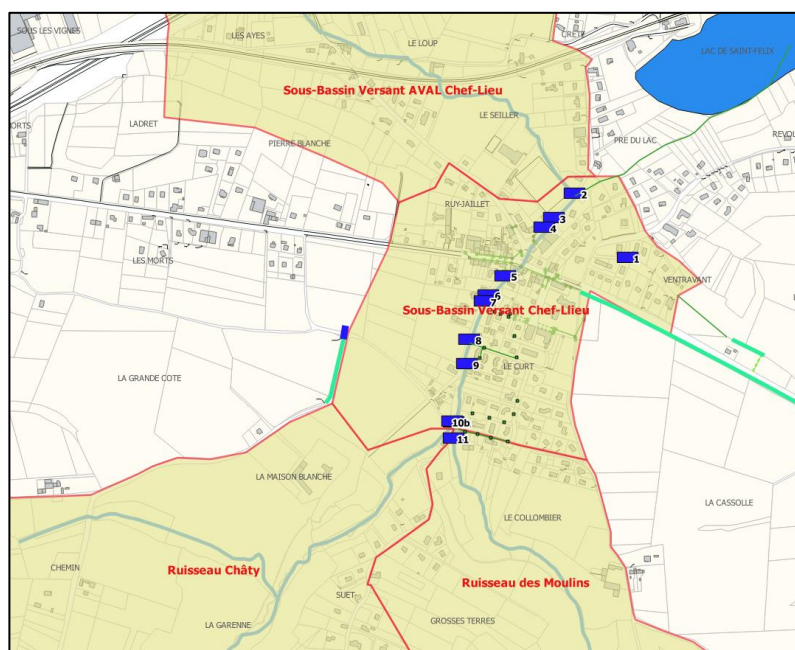 SOUS LES VIGNES
LES AYES
LE LOUP
CRETE
LAC DE SAINT-FELIX
Sous-Bassin Versant AVAL Chef-Lieu
LE SEILLER
LADRET
PIERRE BLANCHE
PRE DU LAC
2
RUY-JAILLET
3
4
1
LES MORTS
5
VENTRAVANT
6
7
Sous-Bassin Versant Chef-Llieu
8
9
LE CURT
LA GRANDE COTE
10b
11
LA MAISON BLANCHE
LA CASSOLLE
LE COLLOMBIER
CHEMIN
Ruisseau Châty
Ruisseau des Moulins
SUET
LA GARENNE
GROSSES TERRES